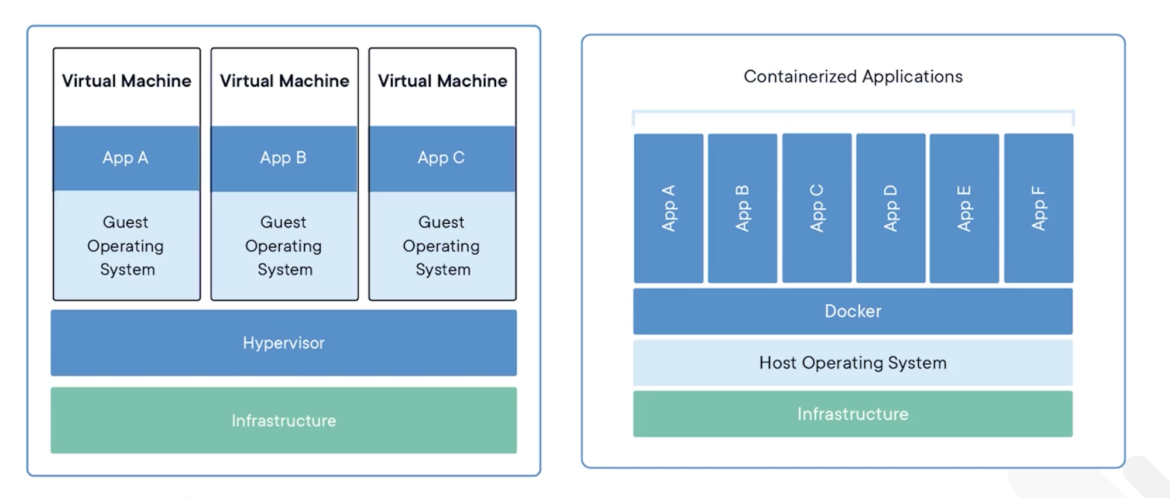 Virtual Machine
App A
Guest
Operating
System
Virtual Machine
App B
Guest
Operating
System
Virtual Machine
App C
Guest
Operating
System
Hypervisor
Infrastructure
Containerized Applications
App A
App B
App C
App D
App E
App F
Docker
Host Operating System
Infrastructure